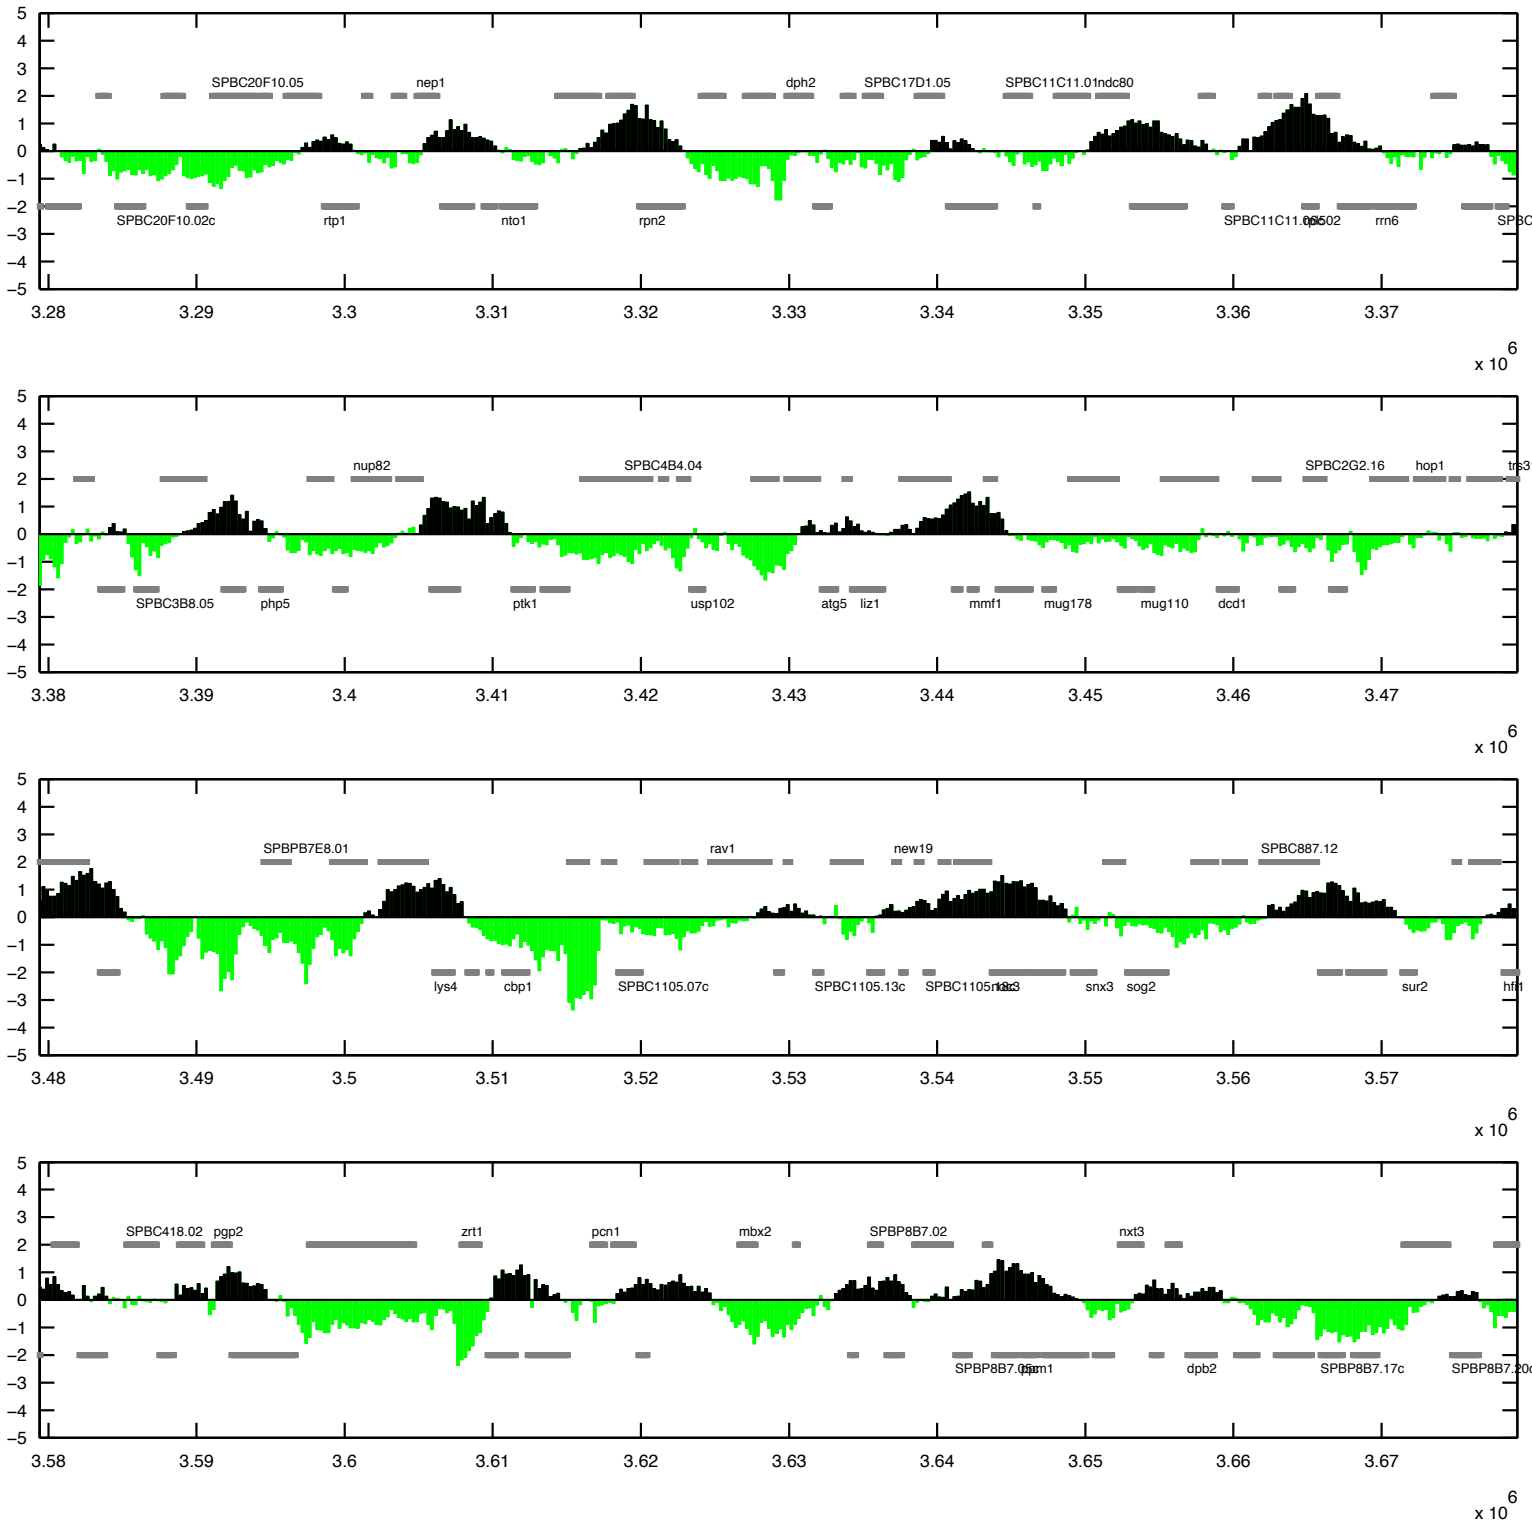 5
4
3
SPBC20F10.05 nep1 dph2 SPBC17D1.05 SPBC11C11.01 ndc80
2
1
0
−1
−2
SPBC20F10.02c rtp1 nto1 rpn2 rrn6 SPBC
−3
−4
−5
3.28 3.29 3.3 3.31 3.32 3.33 3.34 3.35 3.36 3.37
x 10^6
5
4
3
nup82 SPBC4B4.04 SPBC2G2.16 hop1
2
1
0
−1
−2
SPBC3B8.05 php5 ptk1 usp102 atg5 liz1 mmf1 mug178 mug110 dcd1
−3
−4
−5
3.38 3.39 3.4 3.41 3.42 3.43 3.44 3.45 3.46 3.47
x 10^6
5
4
3
SPBPB7E8.01 rav1 new19 SPBC887.12
2
1
0
−1
−2
lys4 cbp1 SPBC1105.07c SPBC1105.13c snx3 sog2 sur2
−3
−4
−5
3.48 3.49 3.5 3.51 3.52 3.53 3.54 3.55 3.56 3.57
x 10^6
5
4
3
SPBC418.02 pgp2 zrt1 pcn1 mbx2 SPBP8B7.02 nxt3
2
1
0
−1
−2
dpb2 SPBP8B7.17c SPBP8B7.20c
−3
−4
−5
3.58 3.59 3.6 3.61 3.62 3.63 3.64 3.65 3.66 3.67
x 10^6